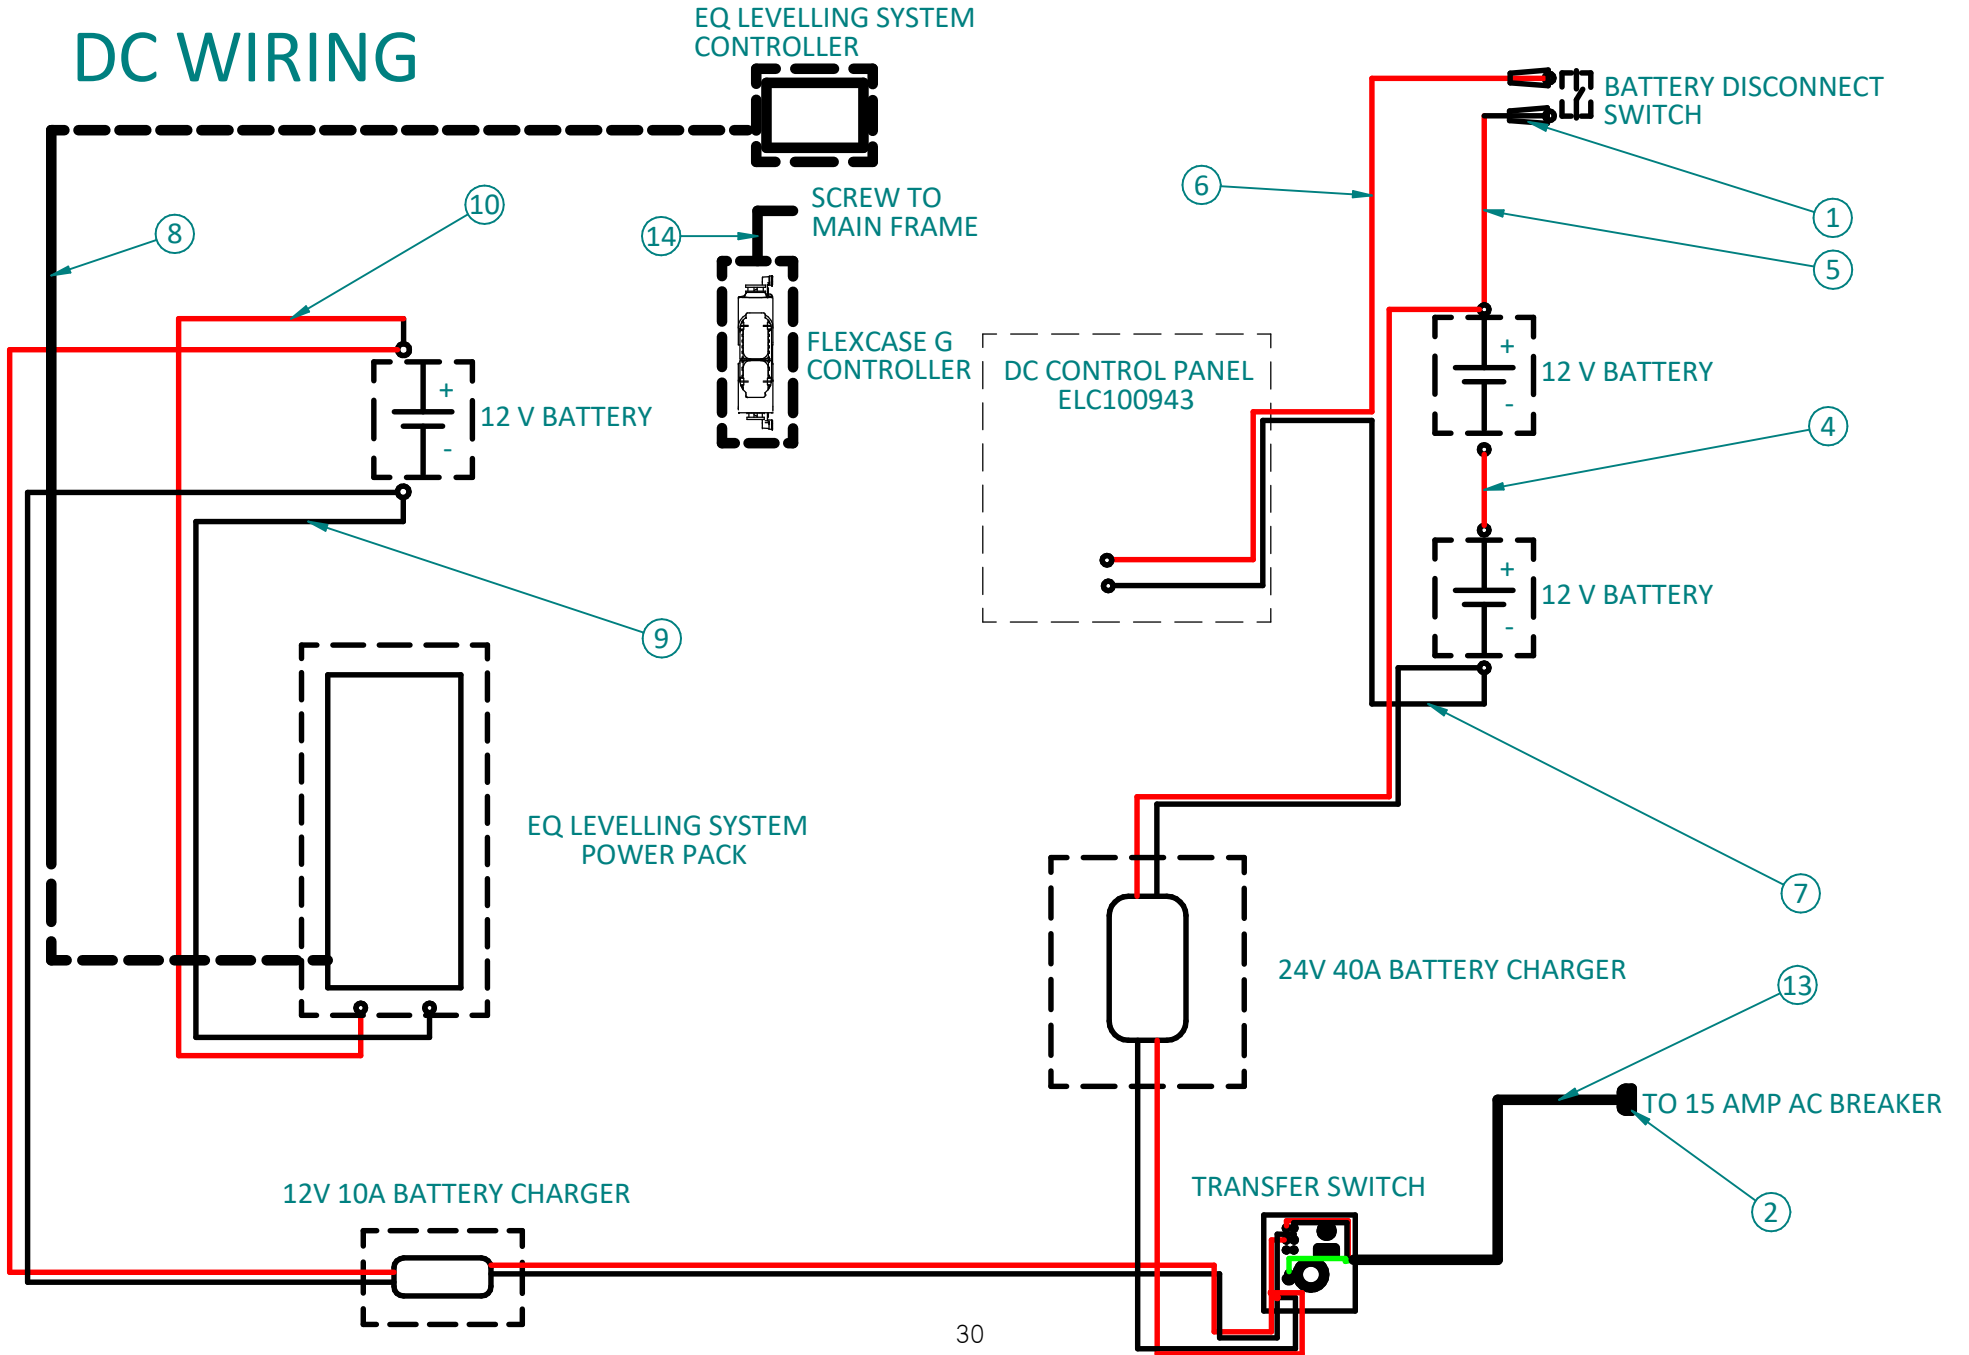 DC WIRING
EQ LEVELLING SYSTEM
CONTROLLER
BATTERY DISCONNECT
SWITCH
6
1
10
8
14
SCREW TO
MAIN FRAME
5
FLEXCASE G
CONTROLLER
DC CONTROL PANEL
ELC100943
+
12 V BATTERY
-
+
12 V BATTERY
-
4
+
12 V BATTERY
-
9
EQ LEVELLING SYSTEM
POWER PACK
7
24V 40A BATTERY CHARGER
13
TO 15 AMP AC BREAKER
12V 10A BATTERY CHARGER
TRANSFER SWITCH
2
30